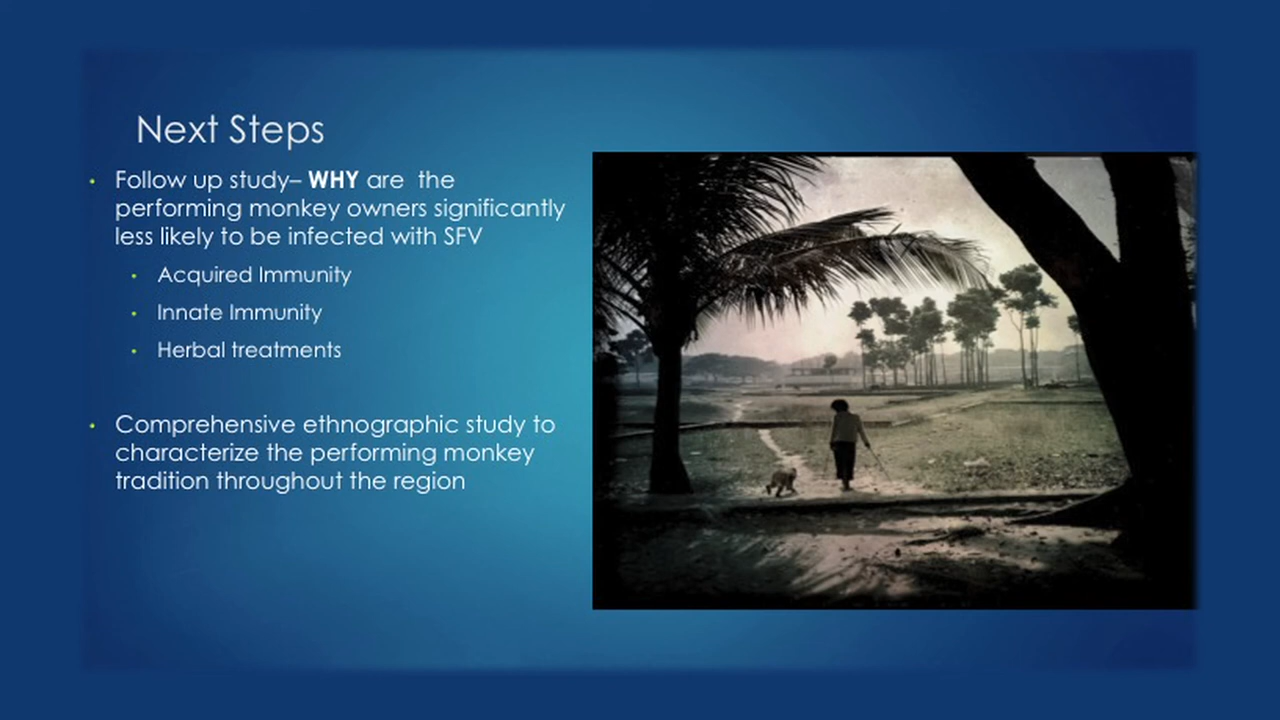 Next Steps
Follow up study– WHY are the
performing monkey owners significantly
less likely to be infected with SFV
Acquired Immunity
Innate Immunity
Herbal treatments
Comprehensive ethnographic study to
characterize the performing monkey
tradition throughout the region